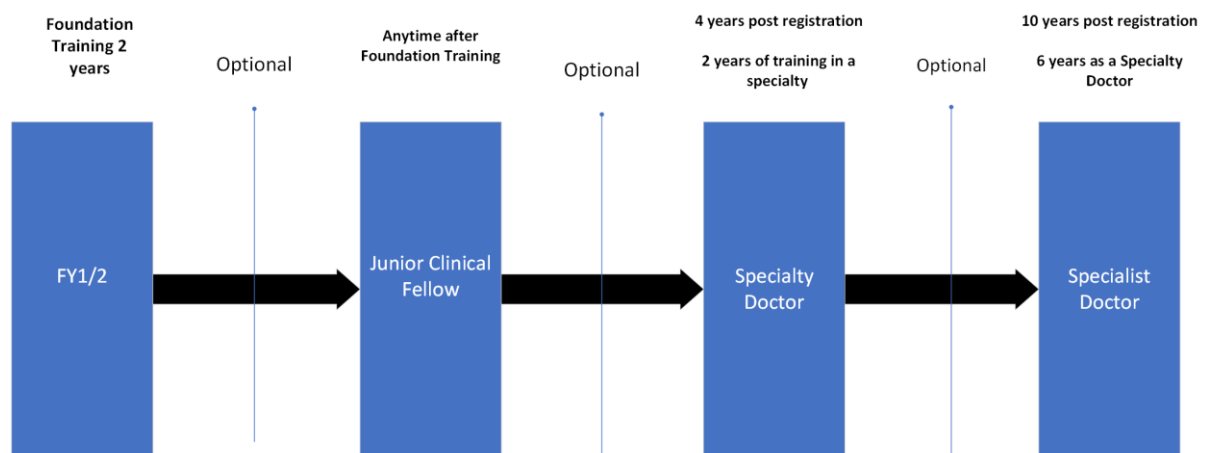 Foundation
Training 2
years
Optional
Anytime after
Foundation Training
Optional
4 years post registration
2 years of training in a
specialty
Optional
10 years post registration
6 years as a Specialty
Doctor
FY1/2
Junior Clinical
Fellow
Specialty
Doctor
Specialist
Doctor